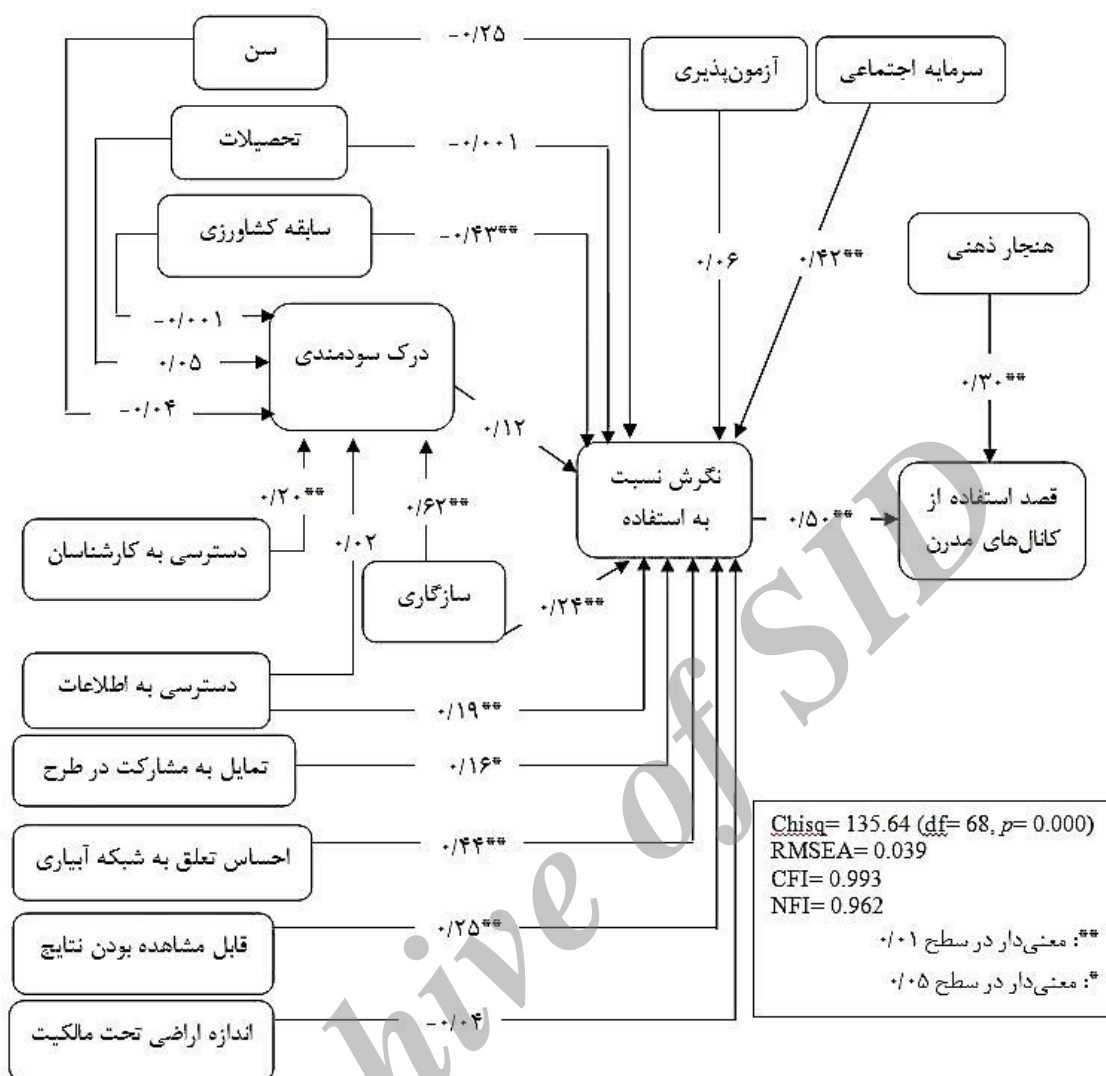 سن
-۰/۲۵
آزمون‌پذیری
سرمایه اجتماعی
تحصیلات
-۰/۰۰۱
سابقه کشاورزی
-۰/۴۳**
۰/۰۶
۰/۴۲**
هنجار ذهنی
-۰/۰۰۱
۰/۰۵
-۰/۰۴
درک سودمندی
۰/۳۰**
۰/۱۲
۰/۲۰**
۰/۰۲
۰/۶۲**
نگرش نسبت
به استفاده
۰/۵۰**
قصد استفاده از
کانال‌های مدرن
دسترسی به کارشناسان
سازگاری
۰/۲۴**
دسترسی به اطلاعات
۰/۱۹**
تمایل به مشارکت در طرح
۰/۱۶*
احساس تعلق به شبکه آبیاری
۰/۴۴**
قابل مشاهده بودن نتایج
۰/۲۵**
اندازه اراضی تحت مالکیت
-۰/۰۴
Chisq= 135.64 (df= 68, p= 0.000)
RMSEA= 0.039
CFI= 0.993
NFI= 0.962
**: معنی‌دار در سطح ۰/۰۱
*: معنی‌دار در سطح ۰/۰۵
hive of SID